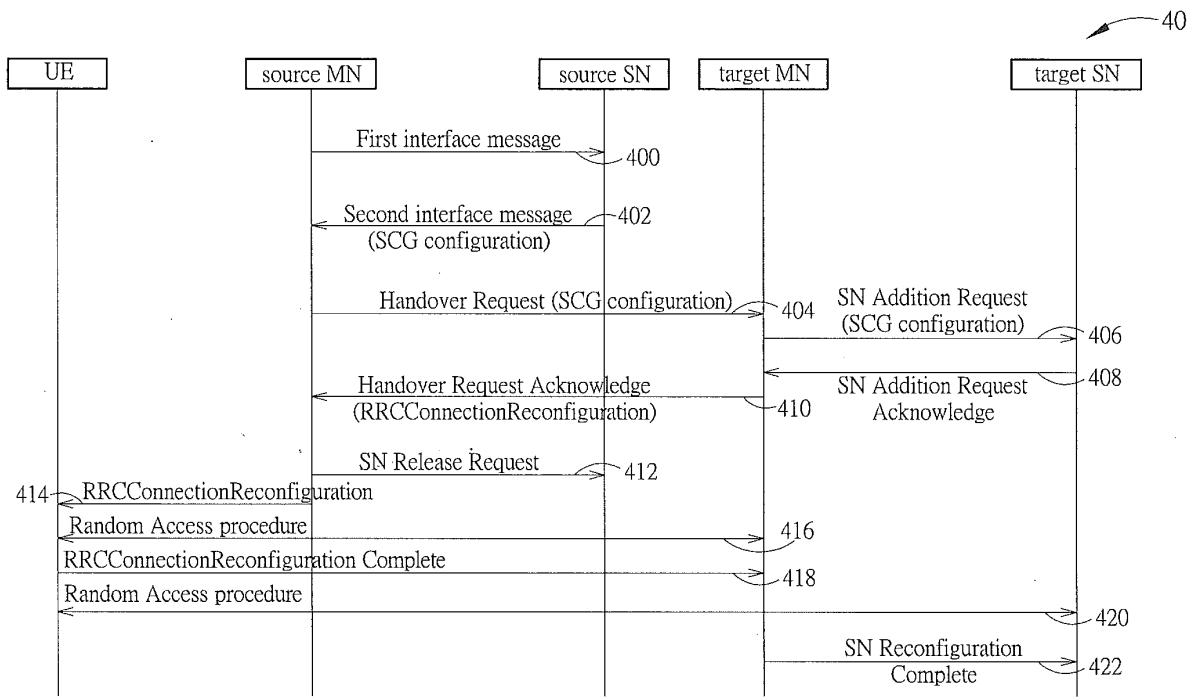 40
UE
source MN
source SN
target MN
target SN
First interface message
400
Second interface message
(SCG configuration)
402
Handover Request (SCG configuration)
404
SN Addition Request
(SCG configuration)
406
Handover Request Acknowledge
(RRCConnectionReconfiguration)
410
SN Addition Request
Acknowledge
408
SN Release Request
412
414
RRCConnectionReconfiguration
Random Access procedure
416
RRCConnectionReconfiguration Complete
418
Random Access procedure
420
SN Reconfiguration
Complete
422